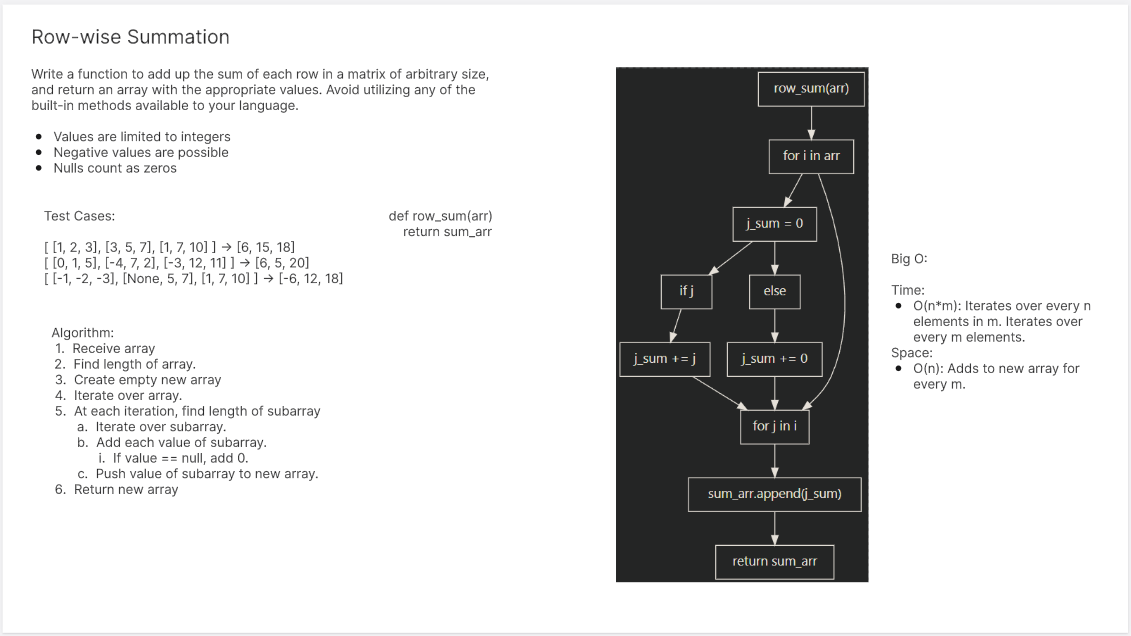 Row-wise Summation
Write a function to add up the sum of each row in a matrix of arbitrary size,
and return an array with the appropriate values. Avoid utilizing any of the
built-in methods available to your language.
● Values are limited to integers
● Negative values are possible
● Nulls count as zeros
Test Cases:
[ [1, 2, 3], [3, 5, 7], [1, 7, 10] ] → [6, 15, 18]
[ [0, 1, 5], [-4, 7, 2], [-3, 12, 11] ] → [6, 5, 20]
[ [-1, -2, -3], [None, 5, 7], [1, 7, 10] ] → [-6, 12, 18]
def row_sum(arr)
return sum_arr
Algorithm:
1. Receive array
2. Find length of array.
3. Create empty new array
4. Iterate over array.
5. At each iteration, find length of subarray
a. Iterate over subarray.
b. Add each value of subarray.
i. If value == null, add 0.
c. Push value of subarray to new array.
6. Return new array
row_sum(arr)
for i in arr
j_sum = 0
if j
else
j_sum += j
j_sum += 0
for j in i
sum_arr.append(j_sum)
return sum_arr
Big O:
Time:
● O(n*m): Iterates over every n
elements in m. Iterates over
every m elements.
Space:
● O(n): Adds to new array for
every m.